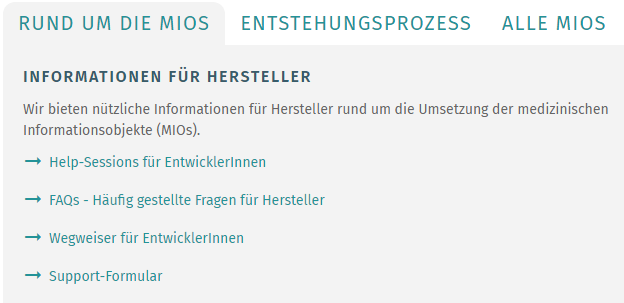 RUND UM DIE MIOS ENTSTEHUNGSPROZESS ALLE MIOS
INFORMATIONEN FÜR HERSTELLER
Wir bieten nützliche Informationen für Hersteller rund um die Umsetzung der medizinischen
Informationsobjekte (MIOs).
→ Help-Sessions für EntwicklerInnen
→ FAQs - Häufig gestellte Fragen für Hersteller
→ Wegweiser für EntwicklerInnen
→ Support-Formular